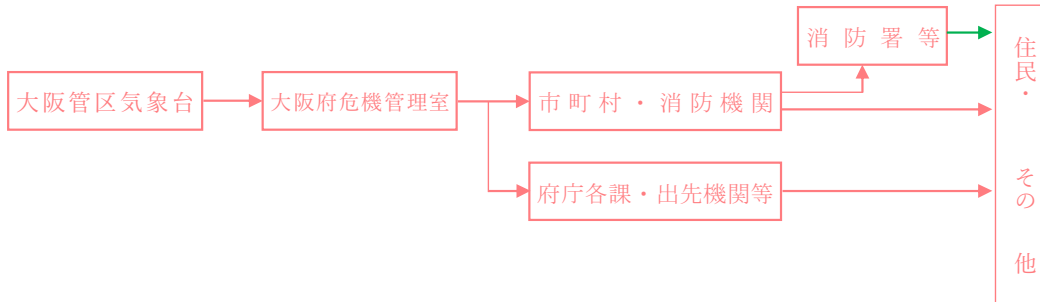 消防署等
大阪管区気象台
大阪府危機管理室
市町村・消防機関
府庁各課・出先機関等
住民・その他